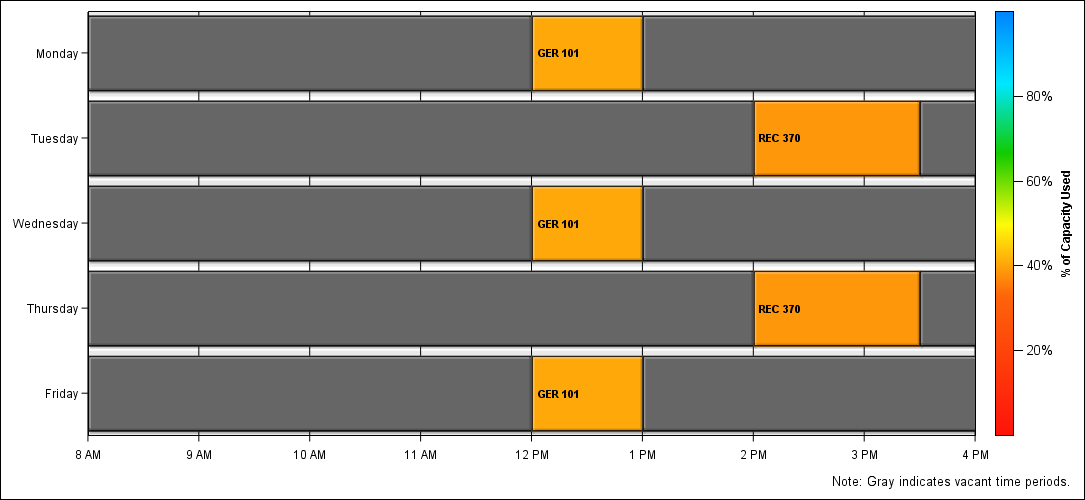 Monday
GER 101
Tuesday
REC 370
Wednesday
GER 101
Thursday
REC 370
Friday
GER 101
8 AM 9 AM 10 AM 11 AM 12 PM 1 PM 2 PM 3 PM 4 PM
80%
60%
40%
20%
% of Capacity Used
Note: Gray indicates vacant time periods.